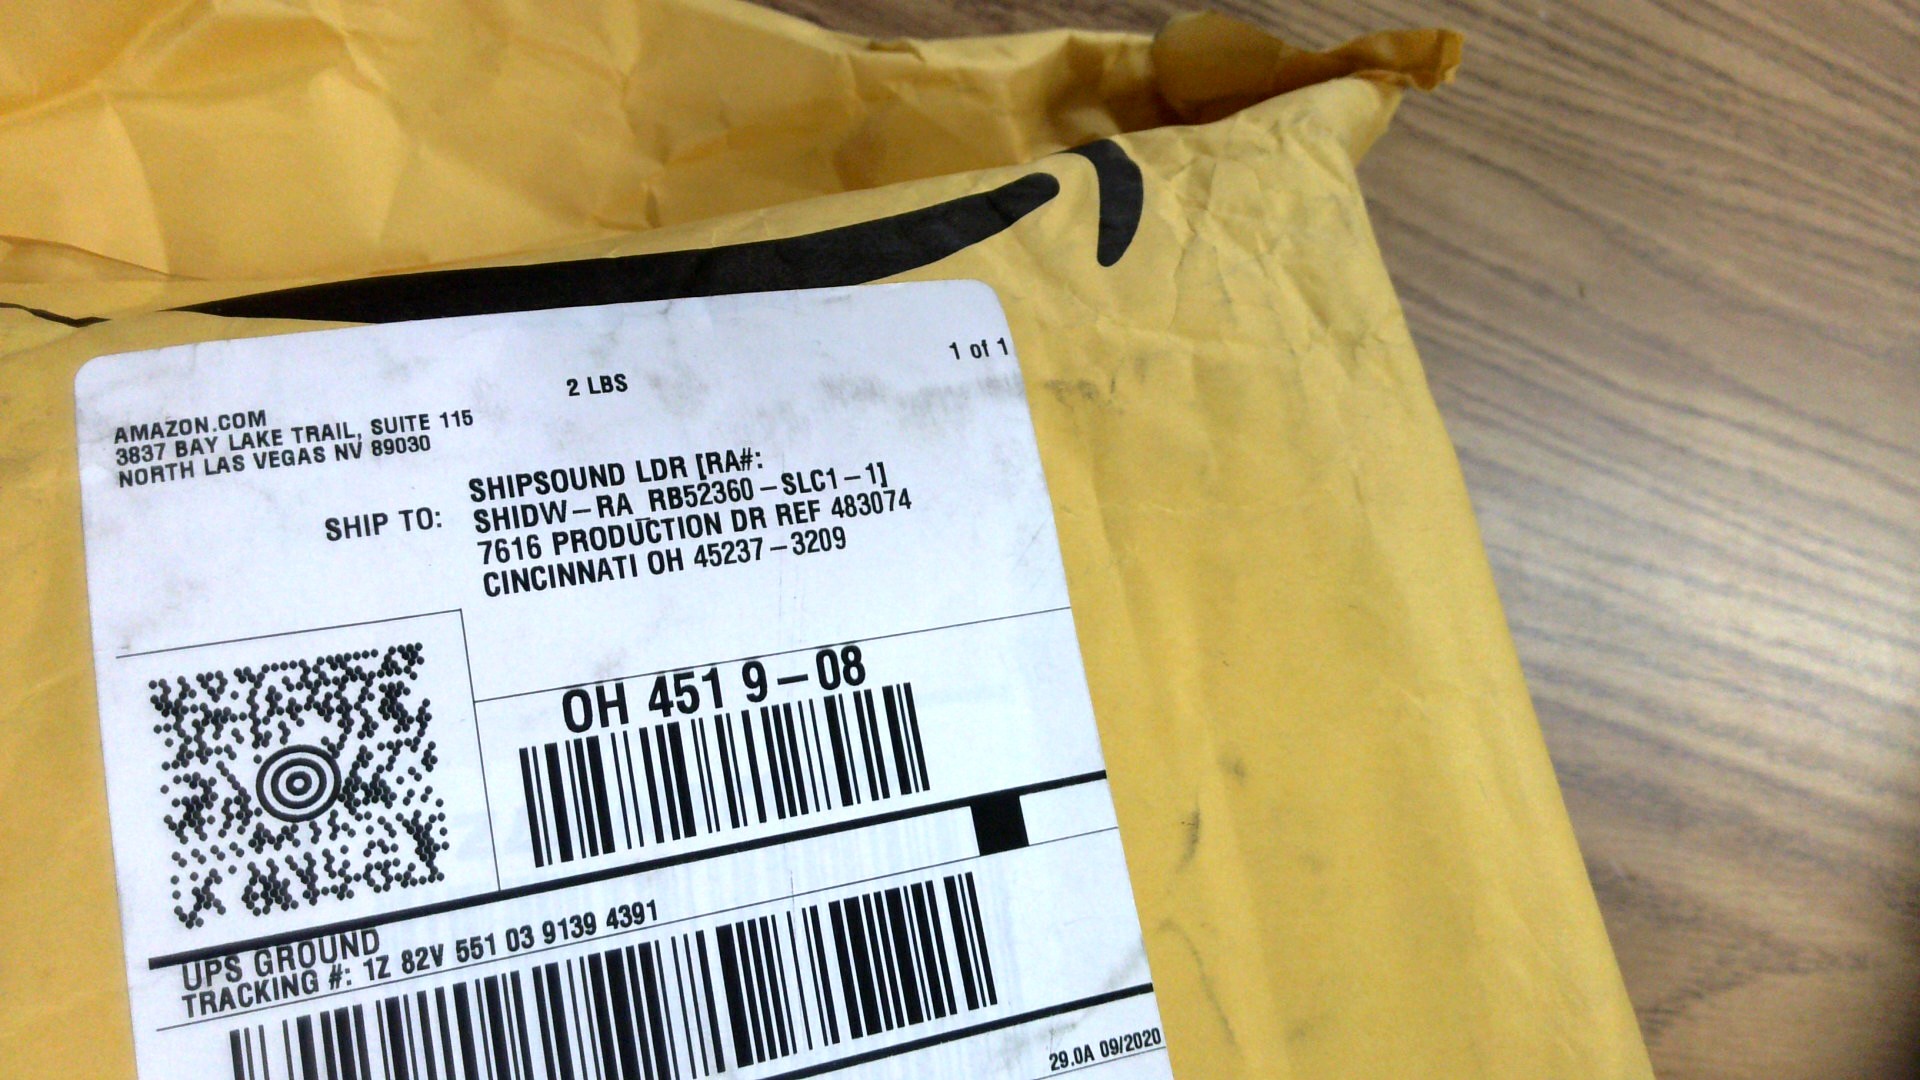 1 of 1
2 LBS
AMAZON.COM
3837 BAY LAKE TRAIL, SUITE 115
NORTH LAS VEGAS NV 89030
SHIP TO:
SHIPSOUND LDR [RA#:
SHIDW-RA_RB52360-SLC1-1]
7616 PRODUCTION DR REF 483074
CINCINNATI OH 45237-3209
OH 451 9-08
UPS GROUND
TRACKING #: 1Z 82V 551 03 9139 4391
29.0A 09/2020